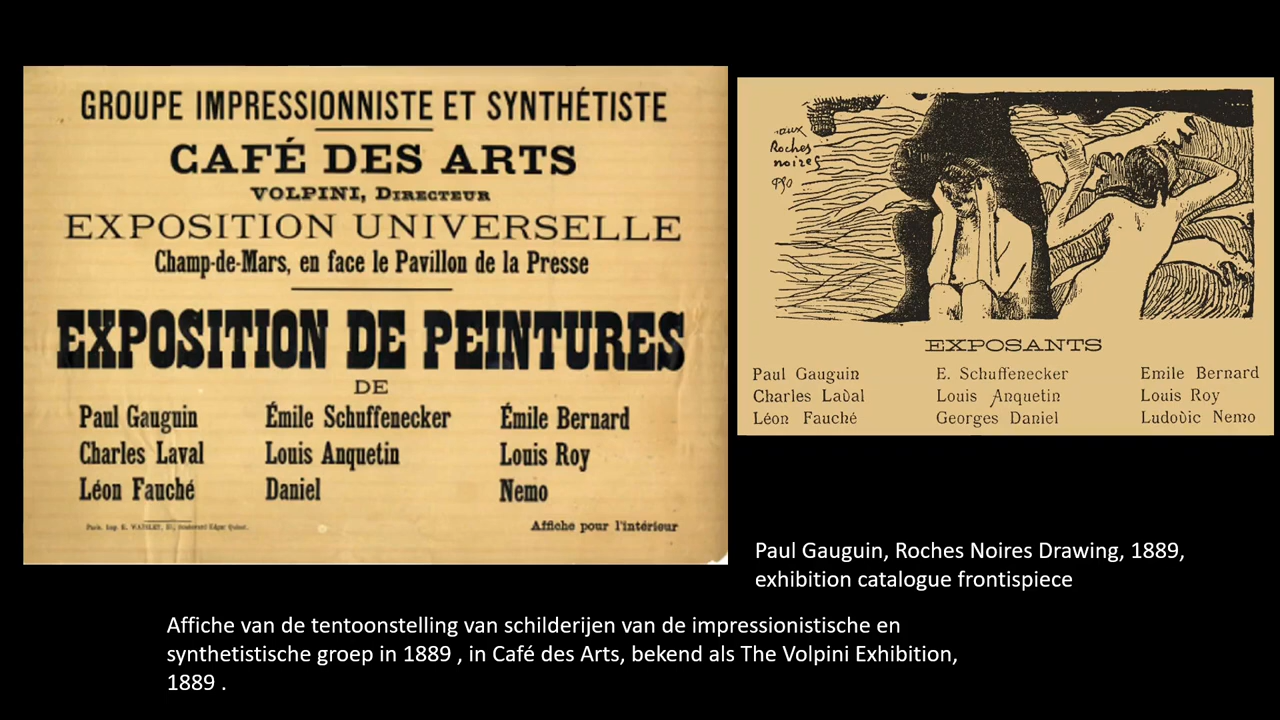 GROUPE IMPRESSIONNISTE ET SYNTHÉTISTE
CAFÉ DES ARTS
VOLPINI, DIRECTEUR
EXPOSITION UNIVERSELLE
Champ-de-Mars, en face le Pavillon de la Presse
EXPOSITION DE PEINTURES
DE
Paul Gauguin Émile Schuffenecker Émile Bernard
Charles Laval Louis Anquetin Louis Roy
Léon Fauché Daniel Nemo
Paris. Imp. E. Edgar Quinet.
Affiche pour l'intérieur
aux
Roches
noires
EXPOSANTS
Paul Gauguin E. Schuffenecker Emile Bernard
Charles Laval Louis Anquetin Louis Roy
Léon Fauché Georges Daniel Ludovic Nemo
Paul Gauguin, Roches Noires Drawing, 1889,
exhibition catalogue frontispiece
Affiche van de tentoonstelling van schilderijen van de impressionistische en
synthetistische groep in 1889 , in Café des Arts, bekend als The Volpini Exhibition,
1889 .